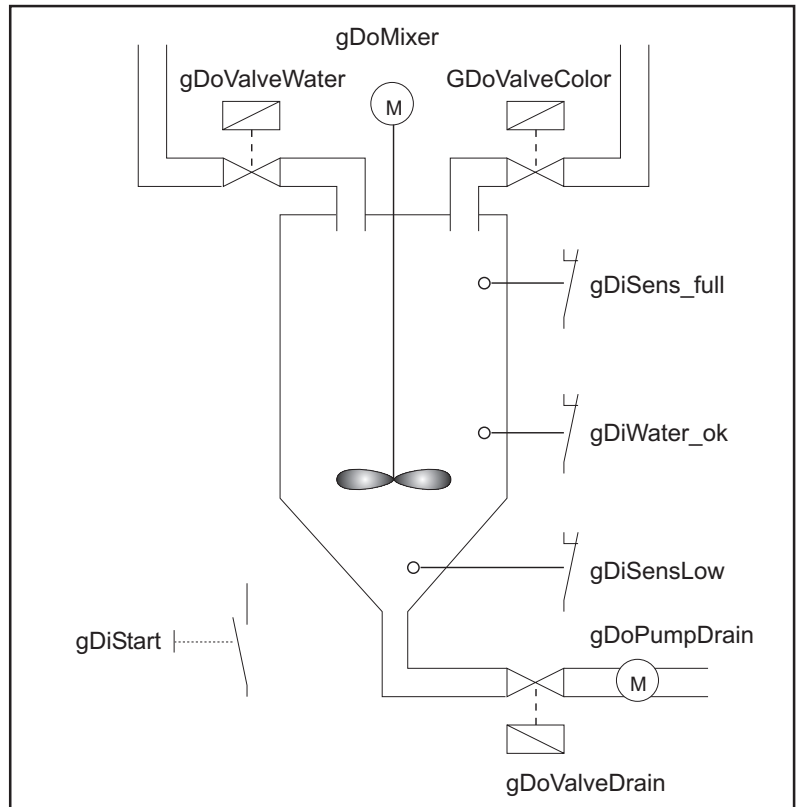 gDoMixer
gDoValveWater
GDoValveColor
M
gDiSens_full
gDiWater_ok
gDiSensLow
gDiStart
gDoPumpDrain
M
gDoValveDrain